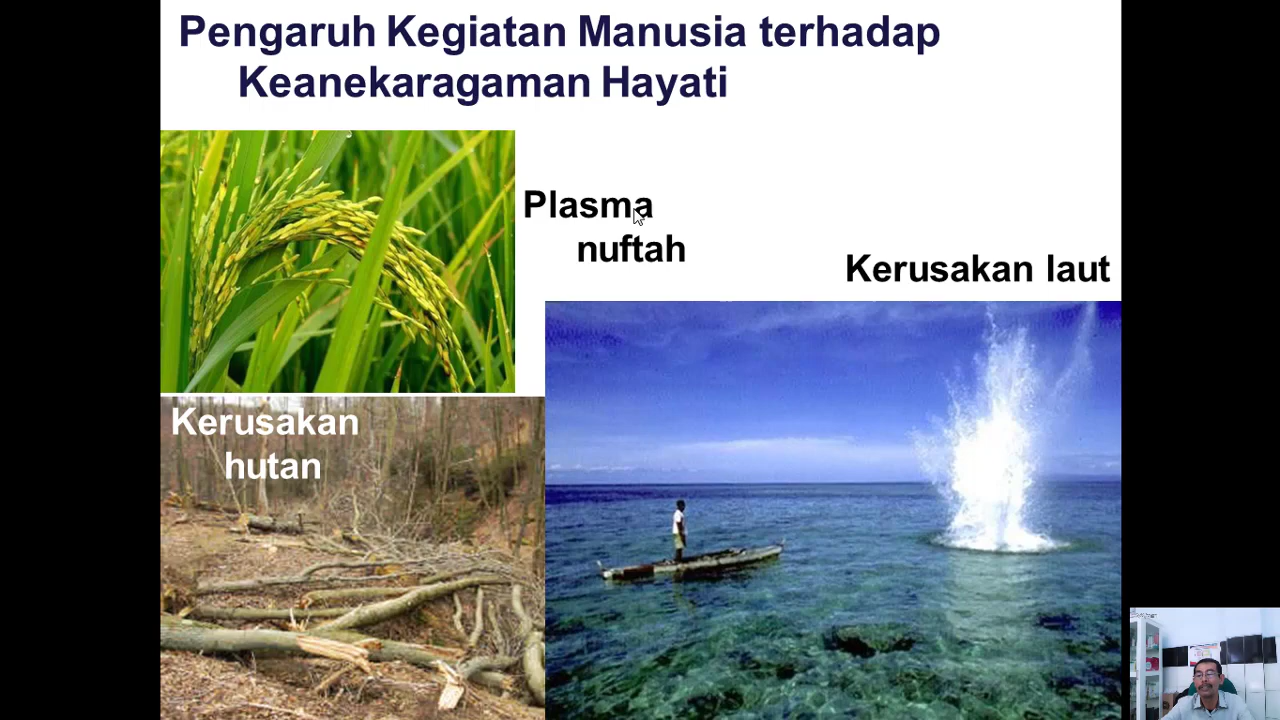 Pengaruh Kegiatan Manusia terhadap
Keanekaragaman Hayati
Plasma
nuftah
Kerusakan laut
Kerusakan
hutan